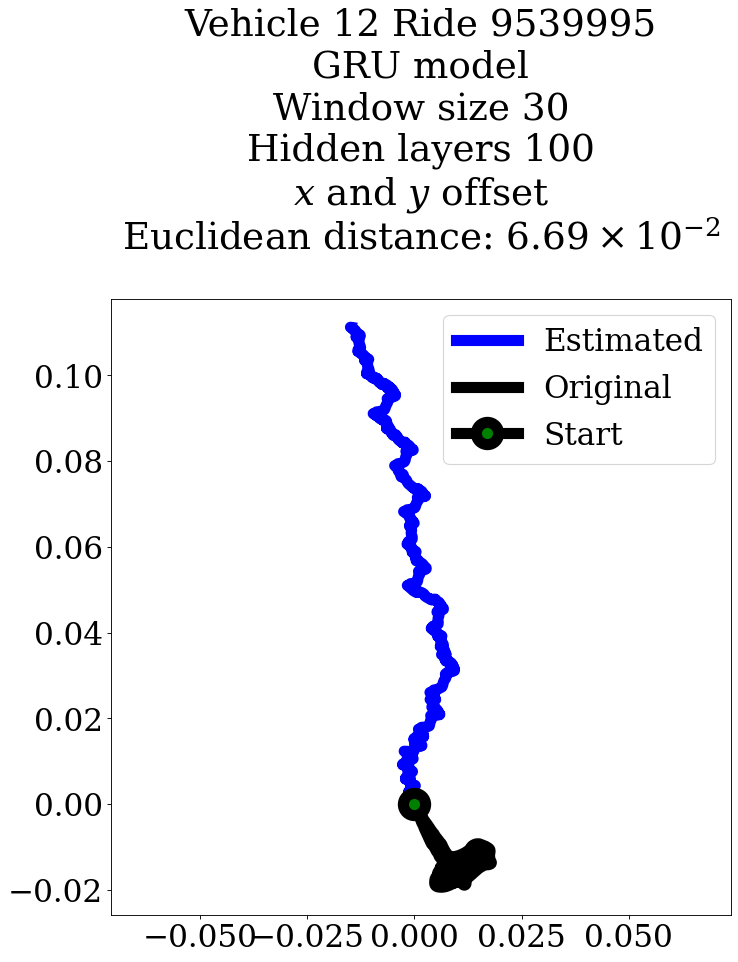 Vehicle 12 Ride 9539995
GRU model
Window size 30
Hidden layers 100
x and y offset
Euclidean distance: 6.69 × 10⁻²
Estimated
Original
Start
0.10
0.08
0.06
0.04
0.02
0.00
−0.02
−0.050 −0.025 0.000 0.025 0.050